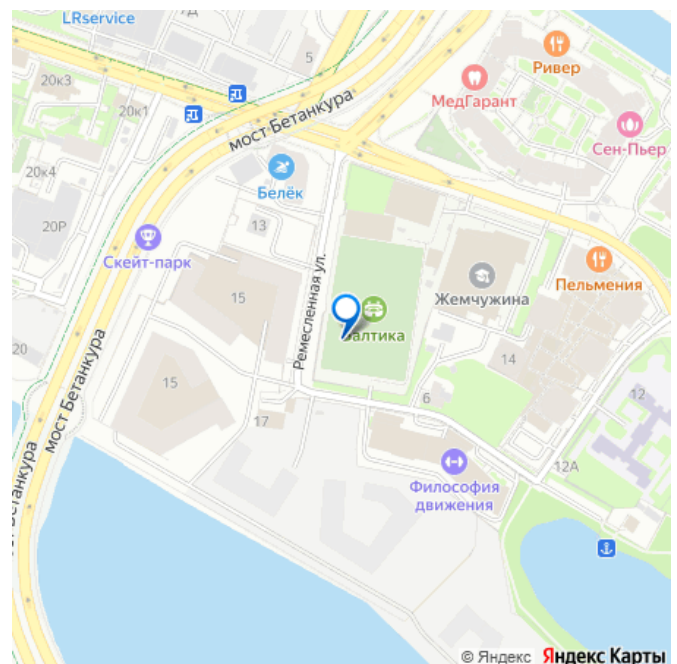 LRservice
7Д
5
20к3
20к1
мост Бетанкура
Ривер
МедГарант
Сен-Пьер
20к4
Белёк
20Р
13
Скейт-парк
Ремесленная ул.
15
Жемчужина
Пельмения
Балтика
14
20
мост Бетанкура
15
6
12
17
12А
Философия
движения
© Яндекс Яндекс Карты